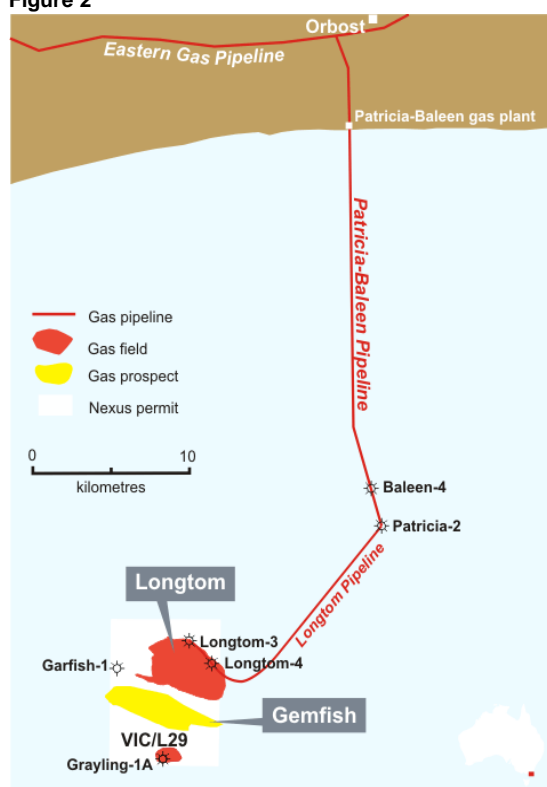 Figure 2
Orbost
Eastern Gas Pipeline
Patricia-Baleen gas plant
Patricia-Baleen Pipeline
Gas pipeline
Gas field
Gas prospect
Nexus permit
0 10
kilometres
Baleen-4
Patricia-2
Longtom Pipeline
Longtom
Longtom-3
Garfish-1
Longtom-4
Gemfish
VIC/L29
Grayling-1A